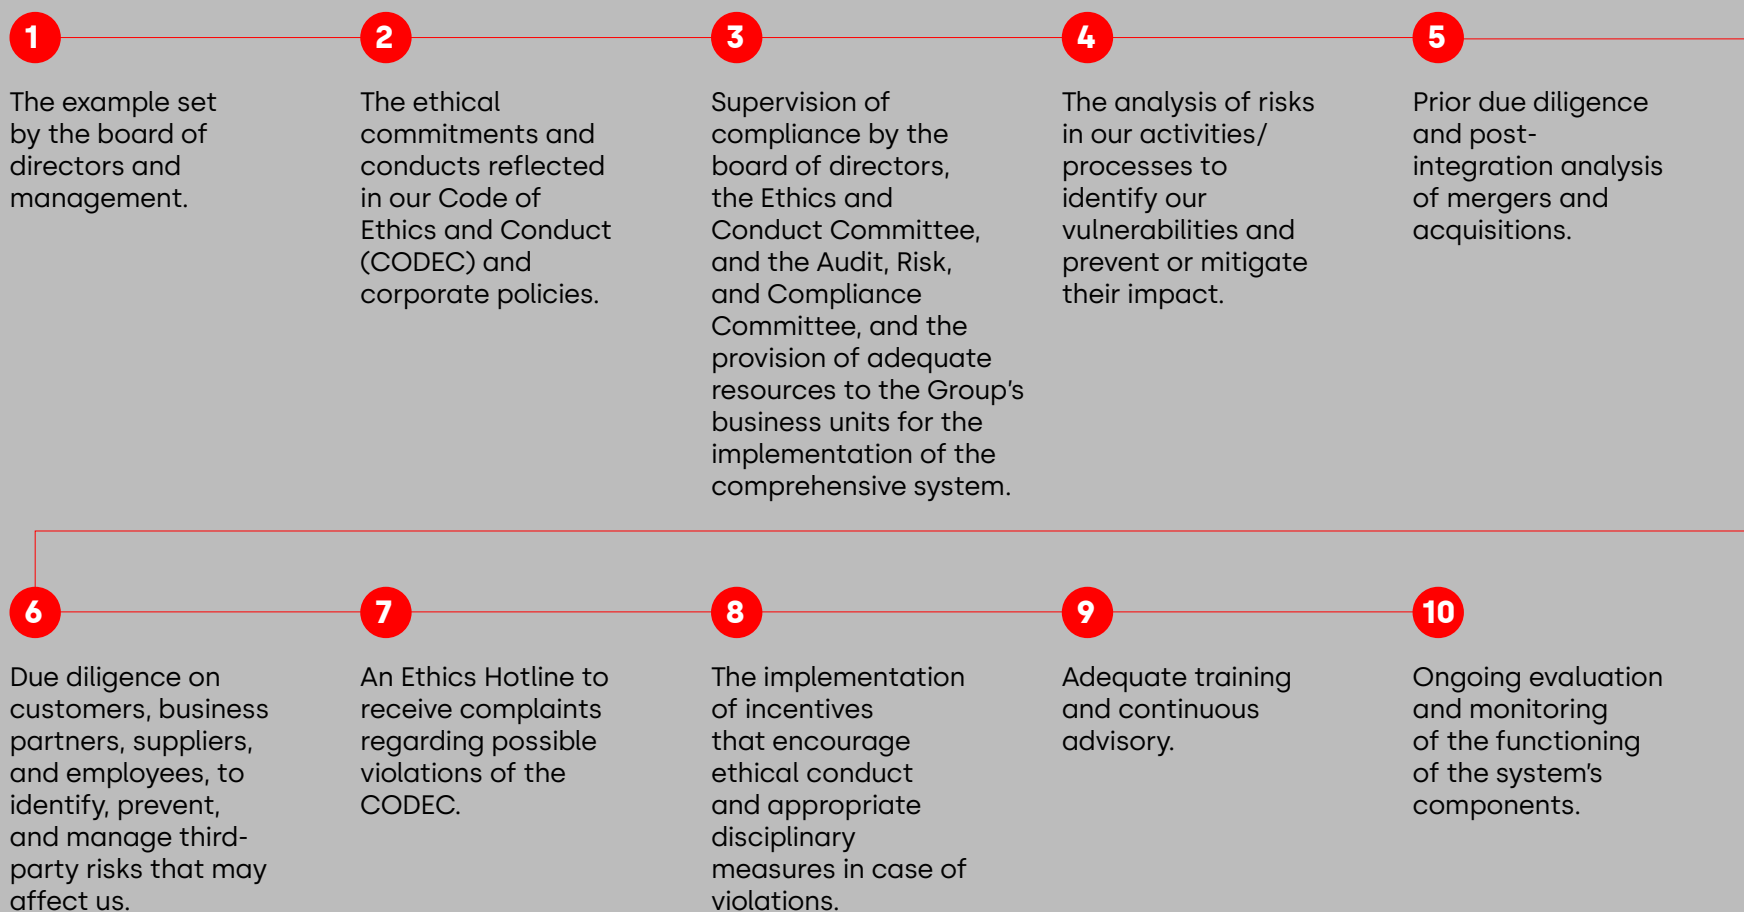 1
The example set
by the board of
directors and
management.
2
The ethical
commitments and
conducts reflected
in our Code of
Ethics and Conduct
(CODEC) and
corporate policies.
3
Supervision of
compliance by the
board of directors,
the Ethics and
Conduct Committee,
and the Audit, Risk,
and Compliance
Committee, and the
provision of adequate
resources to the Group's
business units for the
implementation of the
comprehensive system.
4
The analysis of risks
in our activities/
processes to
identify our
vulnerabilities and
prevent or mitigate
their impact.
5
Prior due diligence
and post-
integration analysis
of mergers and
acquisitions.
6
Due diligence on
customers, business
partners, suppliers,
and employees, to
identify, prevent,
and manage third-
party risks that may
affect us.
7
An Ethics Hotline to
receive complaints
regarding possible
violations of the
CODEC.
8
The implementation
of incentives
that encourage
ethical conduct
and appropriate
disciplinary
measures in case of
violations.
9
Adequate training
and continuous
advisory.
10
Ongoing evaluation
and monitoring
of the functioning
of the system's
components.